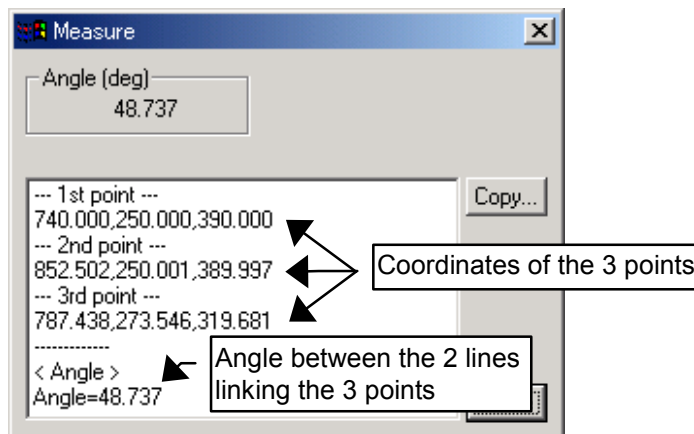 Measure
Angle (deg)
48.737
--- 1st point ---
740.000,250.000,390.000
--- 2nd point ---
852.502,250.001,389.997
--- 3rd point ---
787.438,273.546,319.681
-------------
< Angle >
Angle=48.737
Copy...
Coordinates of the 3 points
Angle between the 2 lines
linking the 3 points